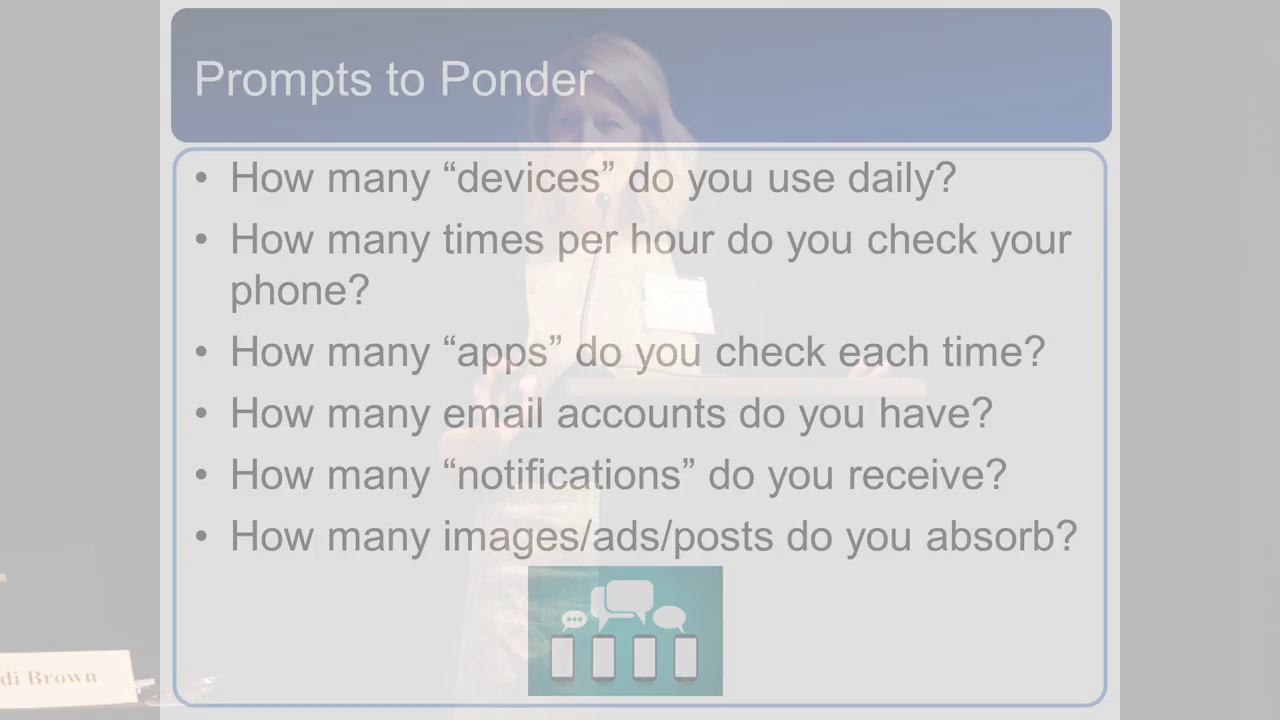 Prompts to Ponder
• How many “devices” do you use daily?
• How many times per hour do you check your
phone?
• How many “apps” do you check each time?
• How many email accounts do you have?
• How many “notifications” do you receive?
• How many images/ads/posts do you absorb?
di Brown